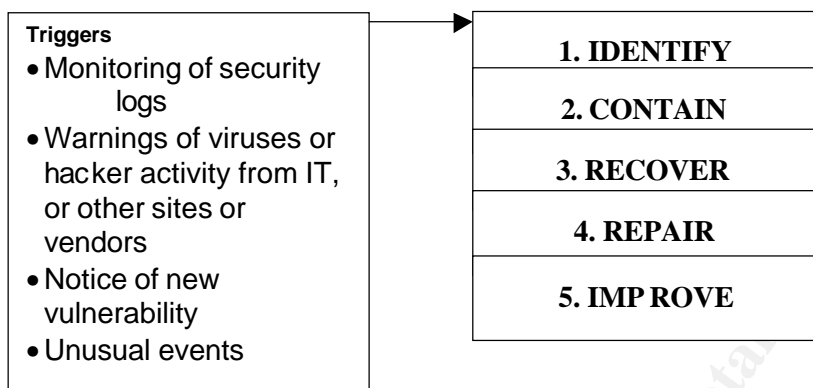 Triggers
• Monitoring of security
logs
• Warnings of viruses or
hacker activity from IT,
or other sites or
vendors
• Notice of new
vulnerability
• Unusual events
1. IDENTIFY
2. CONTAIN
3. RECOVER
4. REPAIR
5. IMP ROVE